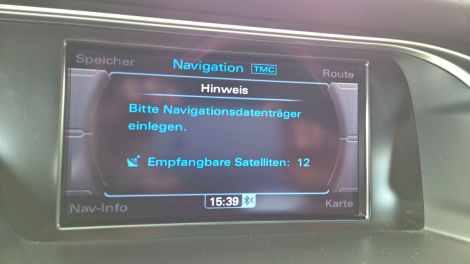 Speicher
Navigation TMC
Route
Hinweis
Bitte Navigationsdatenträger
einlegen.
Empfangbare Satelliten: 12
Nav-Info
15:39
Karte